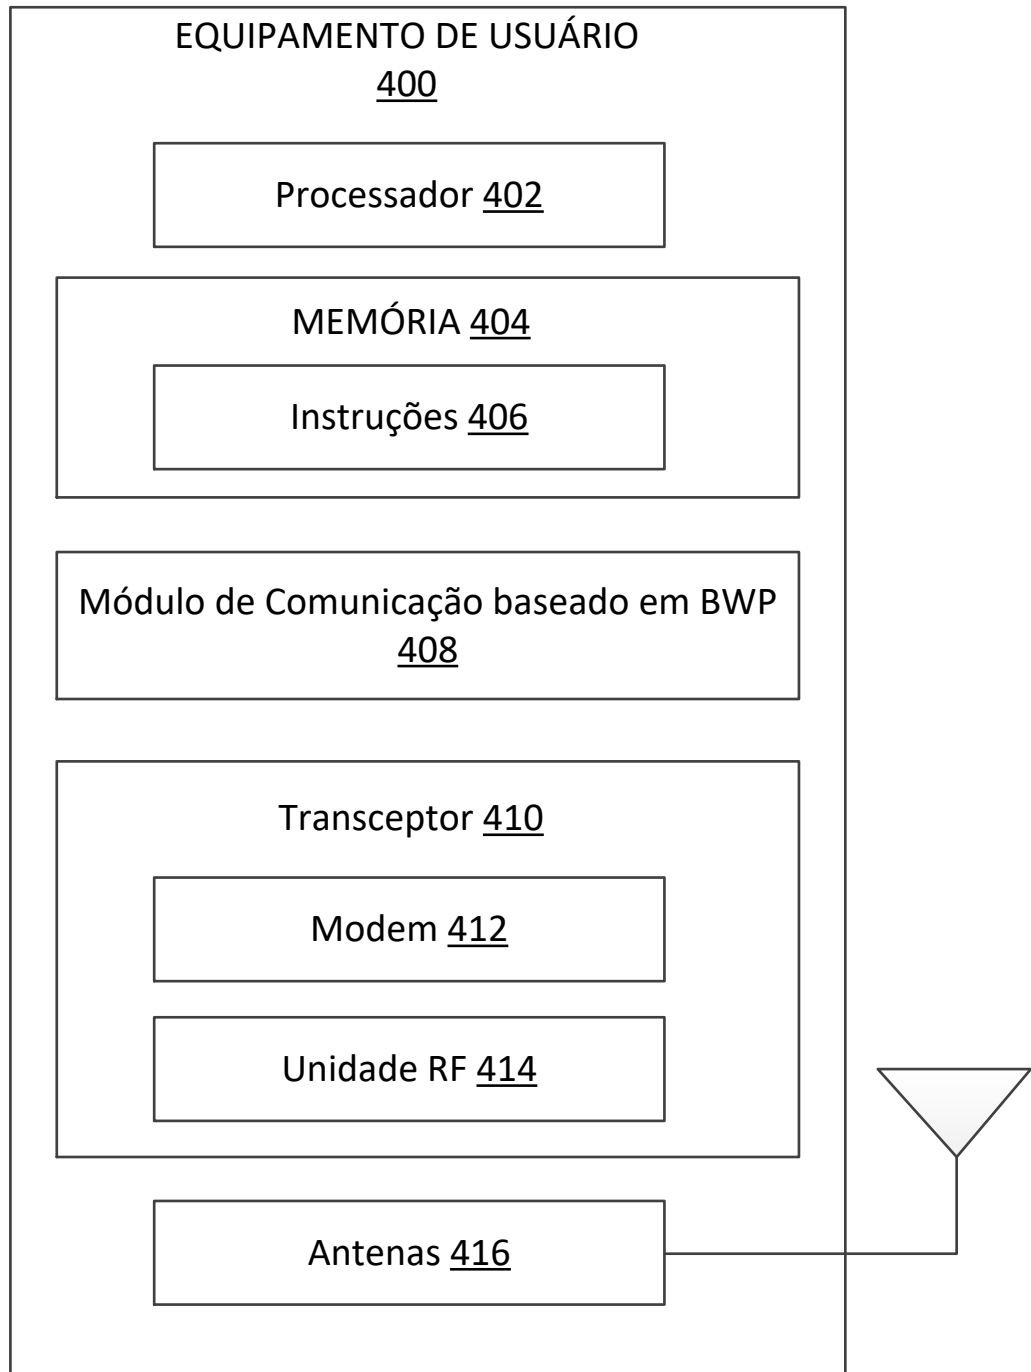 EQUIPAMENTO DE USUÁRIO
400
Processador 402
MEMÓRIA 404
Instruções 406
Módulo de Comunicação baseado em BWP
408
Transceptor 410
Modem 412
Unidade RF 414
Antenas 416